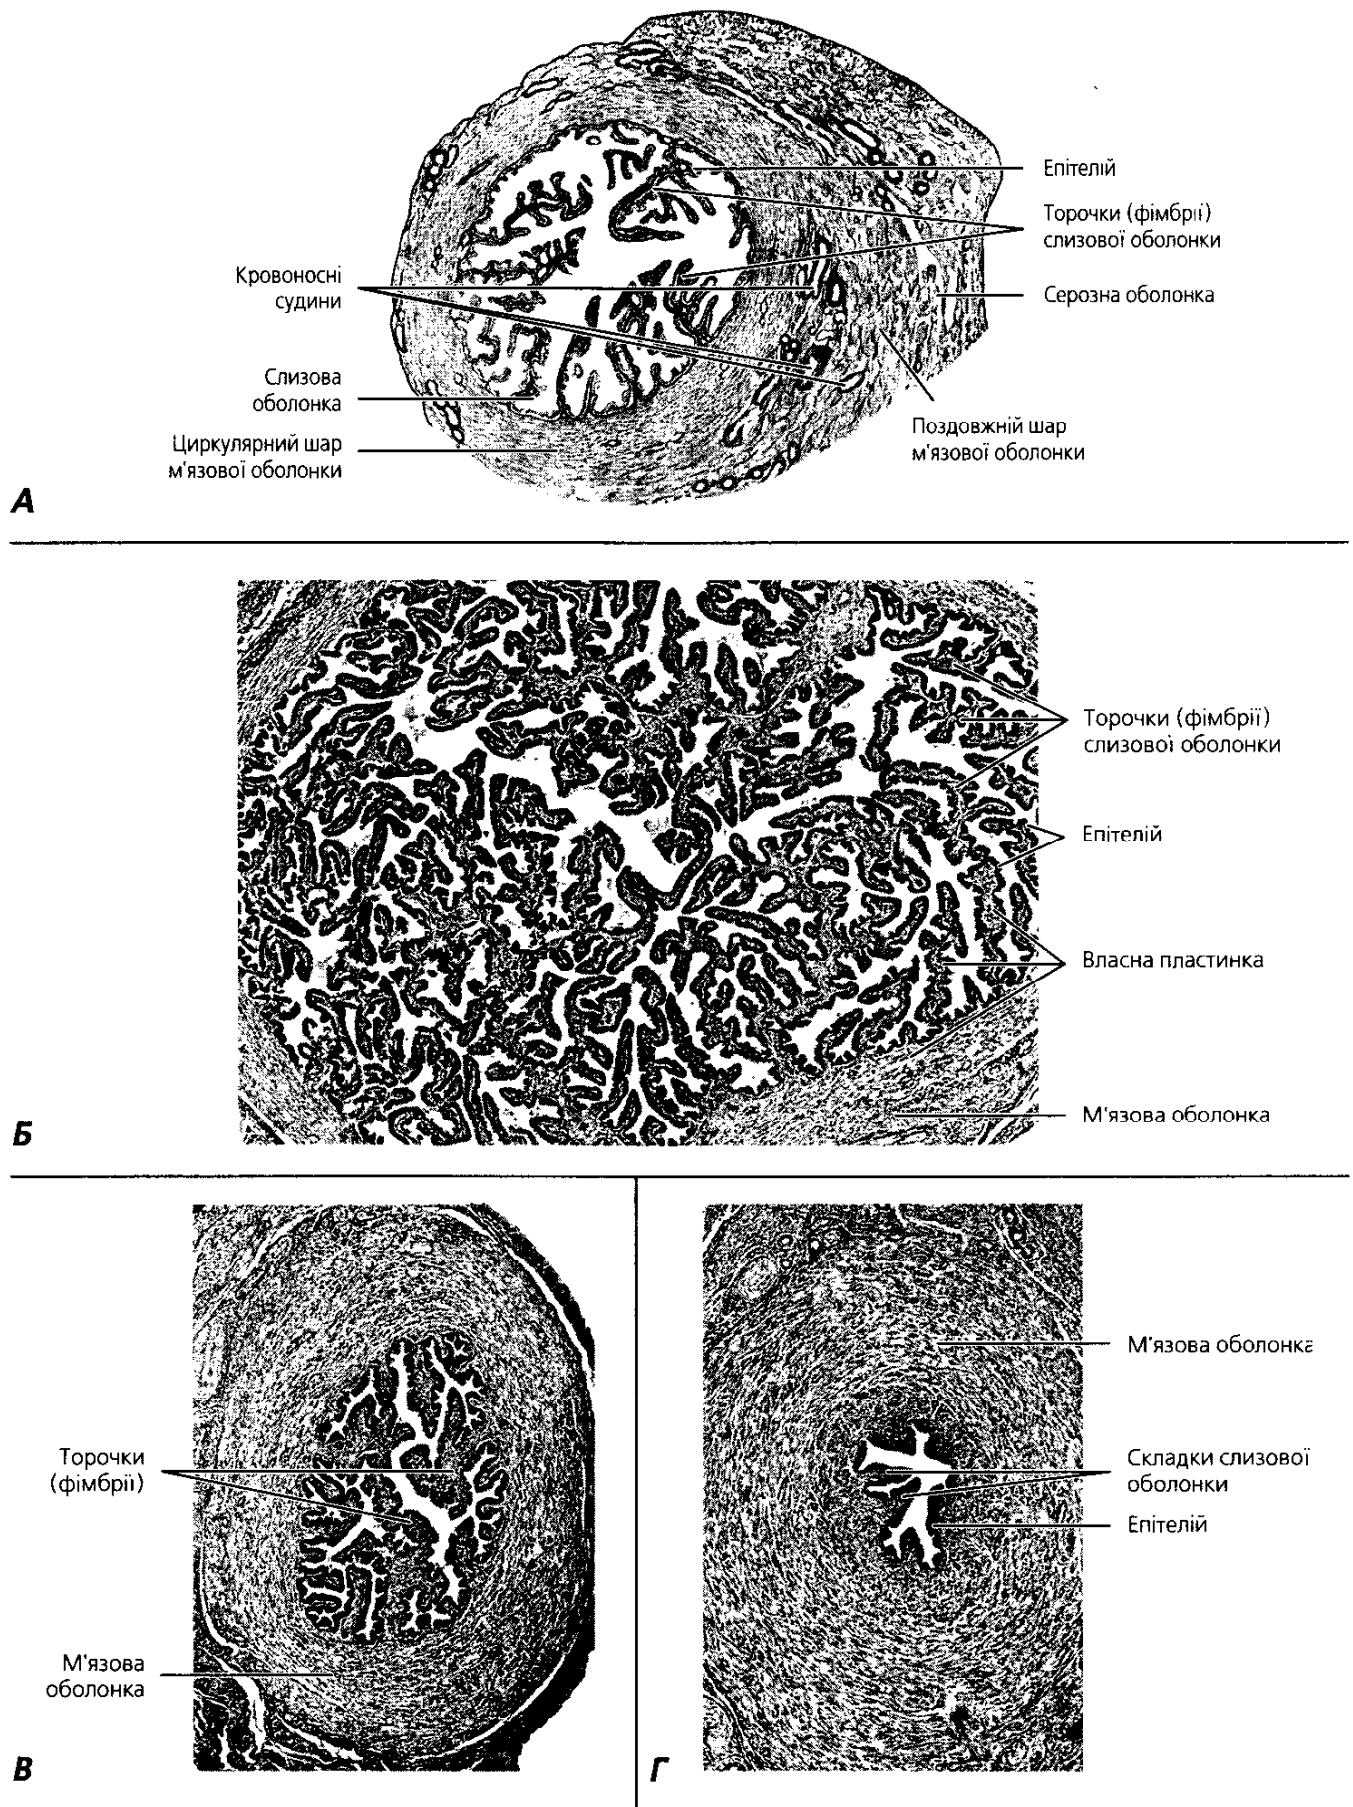 Епітелій
Торочки (фімбрії)
слизової оболонки
Кровоносні
судини
Серозна оболонка
Слизова
оболонка
Поздовжній шар
м'язової оболонки
Циркулярний шар
м'язової оболонки
А
Торочки (фімбрії)
слизової оболонки
Епітелій
Власна пластинка
М'язова оболонка
Б
Торочки
(фімбрії)
М'язова
оболонка
В
М'язова оболонка
Складки слизової
оболонки
Епітелій
Г